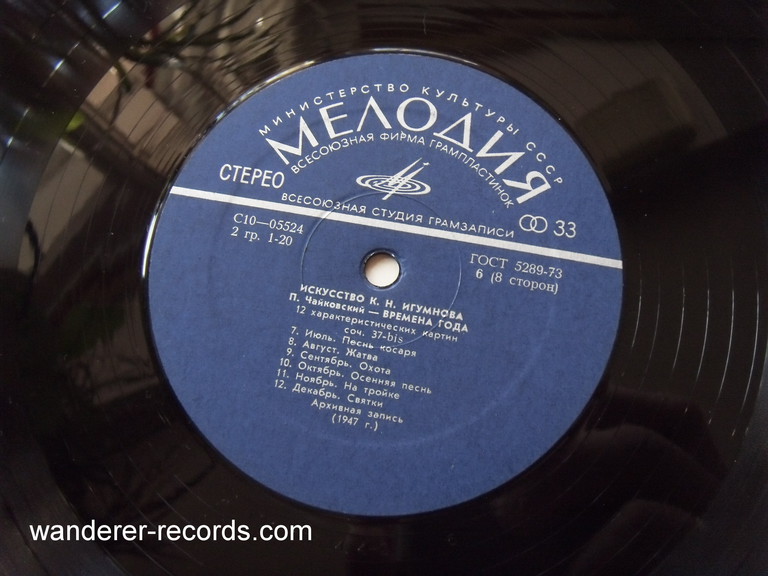 МИНИСТЕРСТВО КУЛЬТУРЫ СССР
МЕЛОДИЯ
ВСЕСОЮЗНАЯ ФИРМА ГРАМПЛАСТИНОК
СТЕРЕО
ВСЕСОЮЗНАЯ СТУДИЯ ГРАМЗАПИСИ
33
С10—05524
2 гр. 1-20
ГОСТ 5289-73
6 (8 сторон)
ИСКУССТВО К. Н. ИГУМНОВА
П. Чайковский — ВРЕМЕНА ГОДА
12 характеристических картин
соч. 37-bis
7. Июль. Песнь косаря
8. Август. Жатва
9. Сентябрь. Охота
10. Октябрь. Осенняя песнь
11. Ноябрь. На тройке
12. Декабрь. Святки
Архивная запись
(1947 г.)
wanderer-records.com